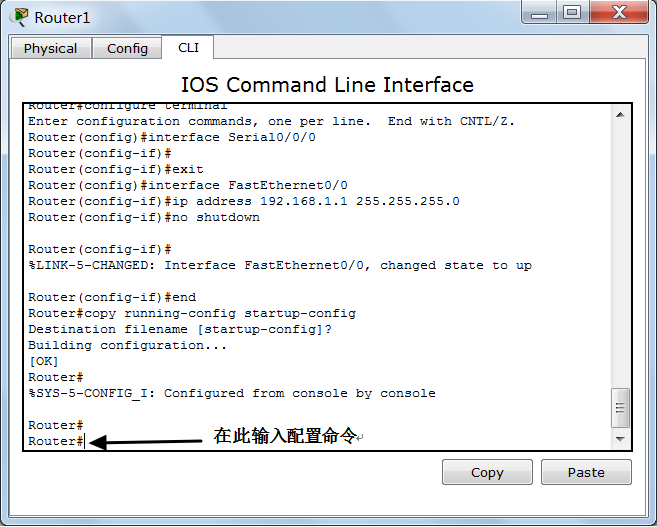 Router1
Physical Config CLI
IOS Command Line Interface
Router#configure terminal
Enter configuration commands, one per line.  End with CNTL/Z.
Router(config)#interface Serial0/0/0
Router(config-if)#
Router(config-if)#exit
Router(config)#interface FastEthernet0/0
Router(config-if)#ip address 192.168.1.1 255.255.255.0
Router(config-if)#no shutdown
Router(config-if)#
%LINK-5-CHANGED: Interface FastEthernet0/0, changed state to up
Router(config-if)#end
Router#copy running-config startup-config
Destination filename [startup-config]?
Building configuration...
[OK]
Router#
%SYS-5-CONFIG_I: Configured from console by console
Router#
Router# 在此输入配置命令
Copy Paste